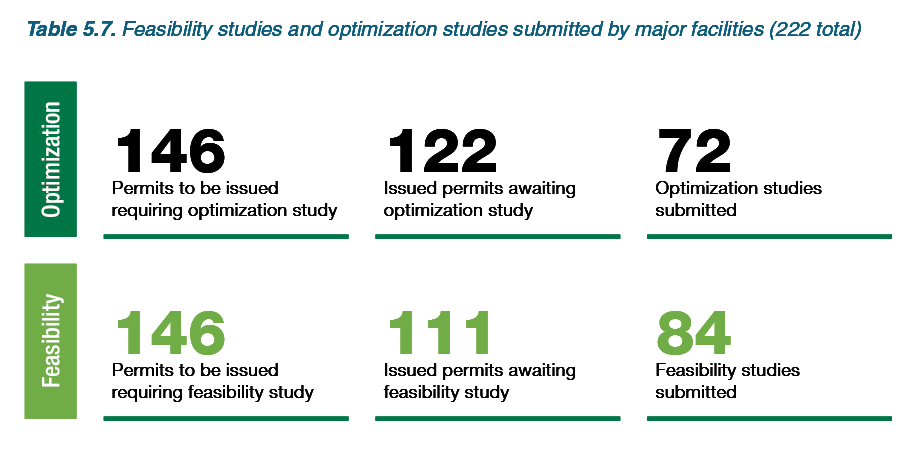 Table 5.7. Feasibility studies and optimization studies submitted by major facilities (222 total)
Optimization
146
Permits to be issued
requiring optimization study
122
Issued permits awaiting
optimization study
72
Optimization studies
submitted
Feasibility
146
Permits to be issued
requiring feasibility study
111
Issued permits awaiting
feasibility study
84
Feasibility studies
submitted